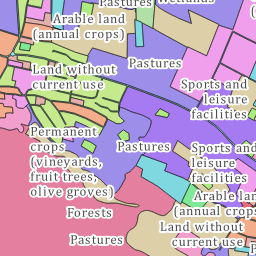 Pastures
Wetlands
Arable land
(annual crops)
Pastures
Land without
current use
Sports and
leisure
facilities
Permanent
crops
(vineyards,
fruit trees,
olive groves)
Pastures
Sports and
leisure
facilities
Arable land
(annual crops
Forests
Land without
current use
Pastures
P